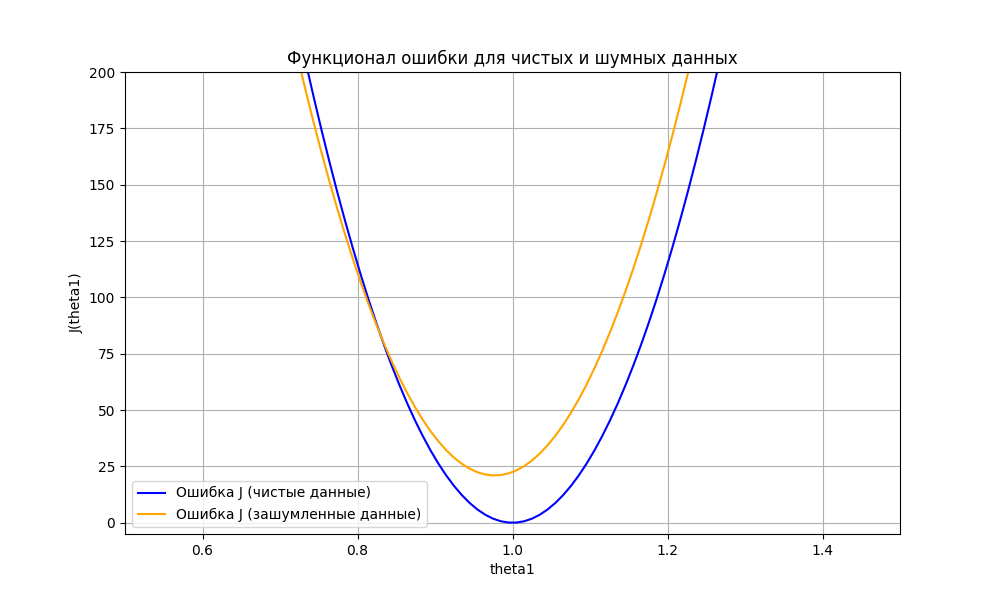 Функционал ошибки для чистых и шумных данных
200
175
150
125
100
75
50
25
0
J(theta1)
Ошибка J (чистые данные)
Ошибка J (зашумленные данные)
0.6 0.8 1.0 1.2 1.4
theta1